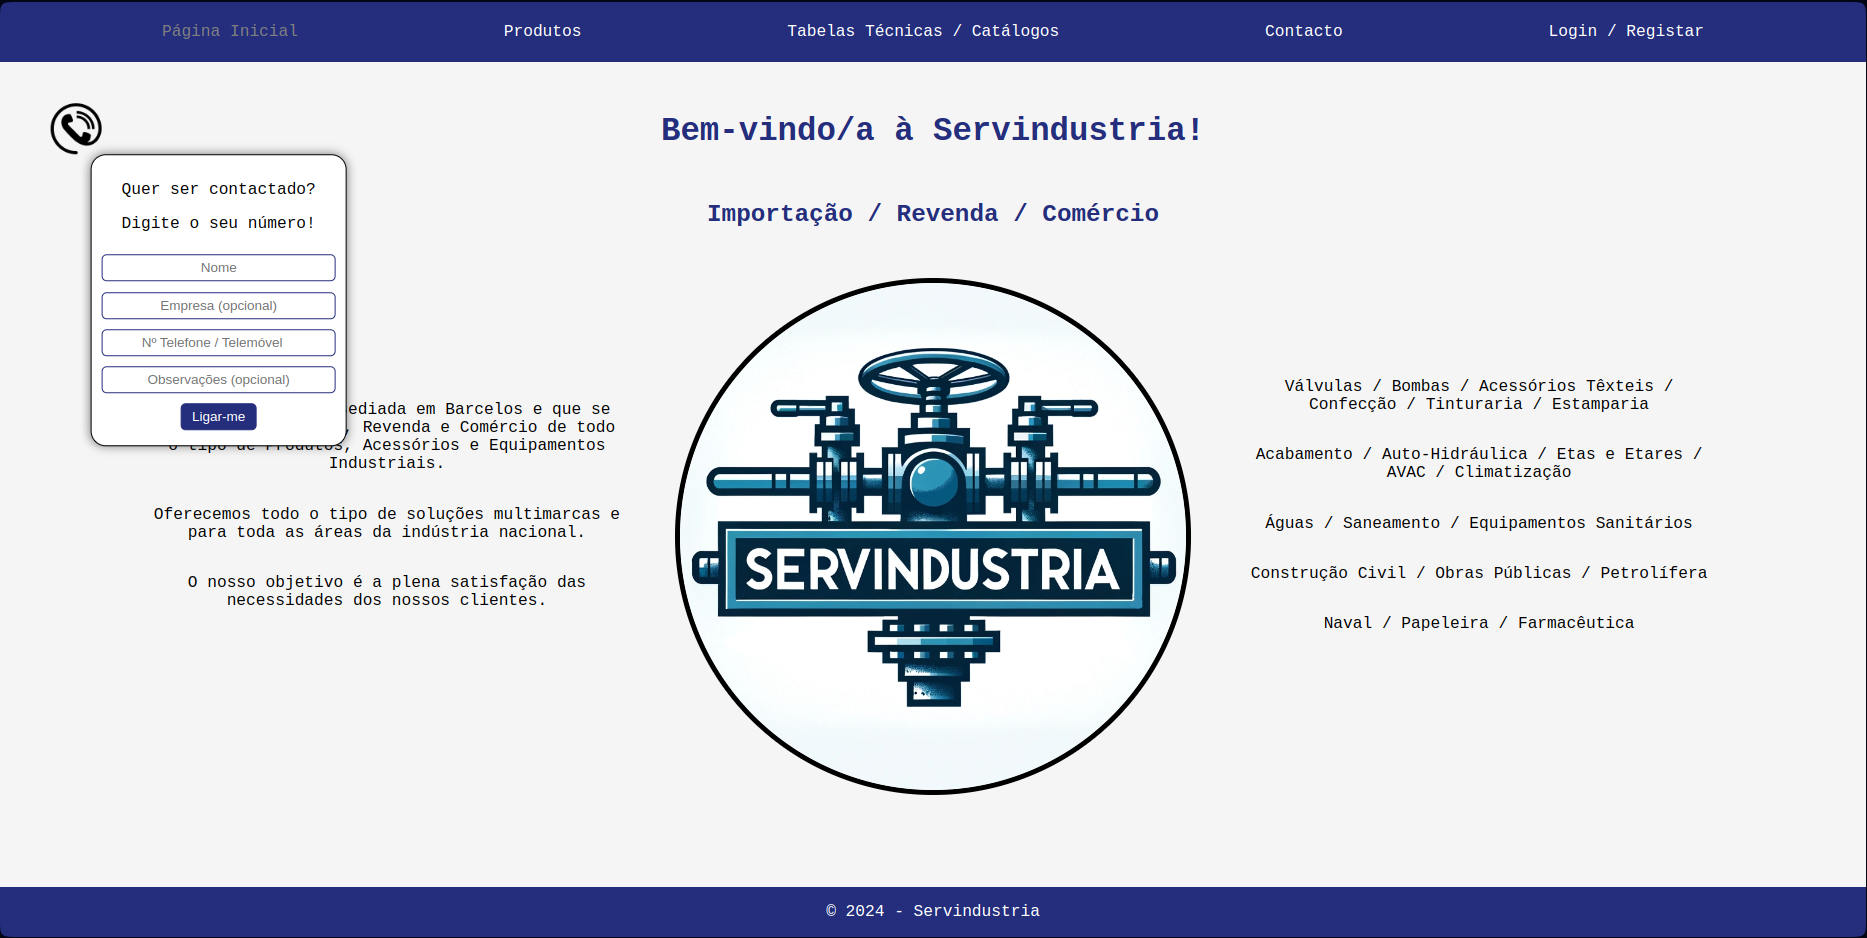 Página Inicial
Produtos
Tabelas Técnicas / Catálogos
Contacto
Login / Registar
Bem-vindo/a à Servindustria!
Importação / Revenda / Comércio
Quer ser contactado?
Digite o seu número!
Nome
Empresa (opcional)
Nº Telefone / Telemóvel
Observações (opcional)
Ligar-me
em Barcelos e que se
Revenda e Comércio de todo
o tipo de Produtos, Acessórios e Equipamentos
Industriais.
Oferecemos todo o tipo de soluções multimarcas e
para toda as áreas da indústria nacional.
O nosso objetivo é a plena satisfação das
necessidades dos nossos clientes.
SERVINDUSTRIA
Válvulas / Bombas / Acessórios Têxteis /
Confecção / Tinturaria / Estamparia
Acabamento / Auto-Hidráulica / Etas e Etares /
AVAC / Climatização
Águas / Saneamento / Equipamentos Sanitários
Construção Civil / Obras Públicas / Petrolífera
Naval / Papeleira / Farmacêutica
© 2024 - Servindustria